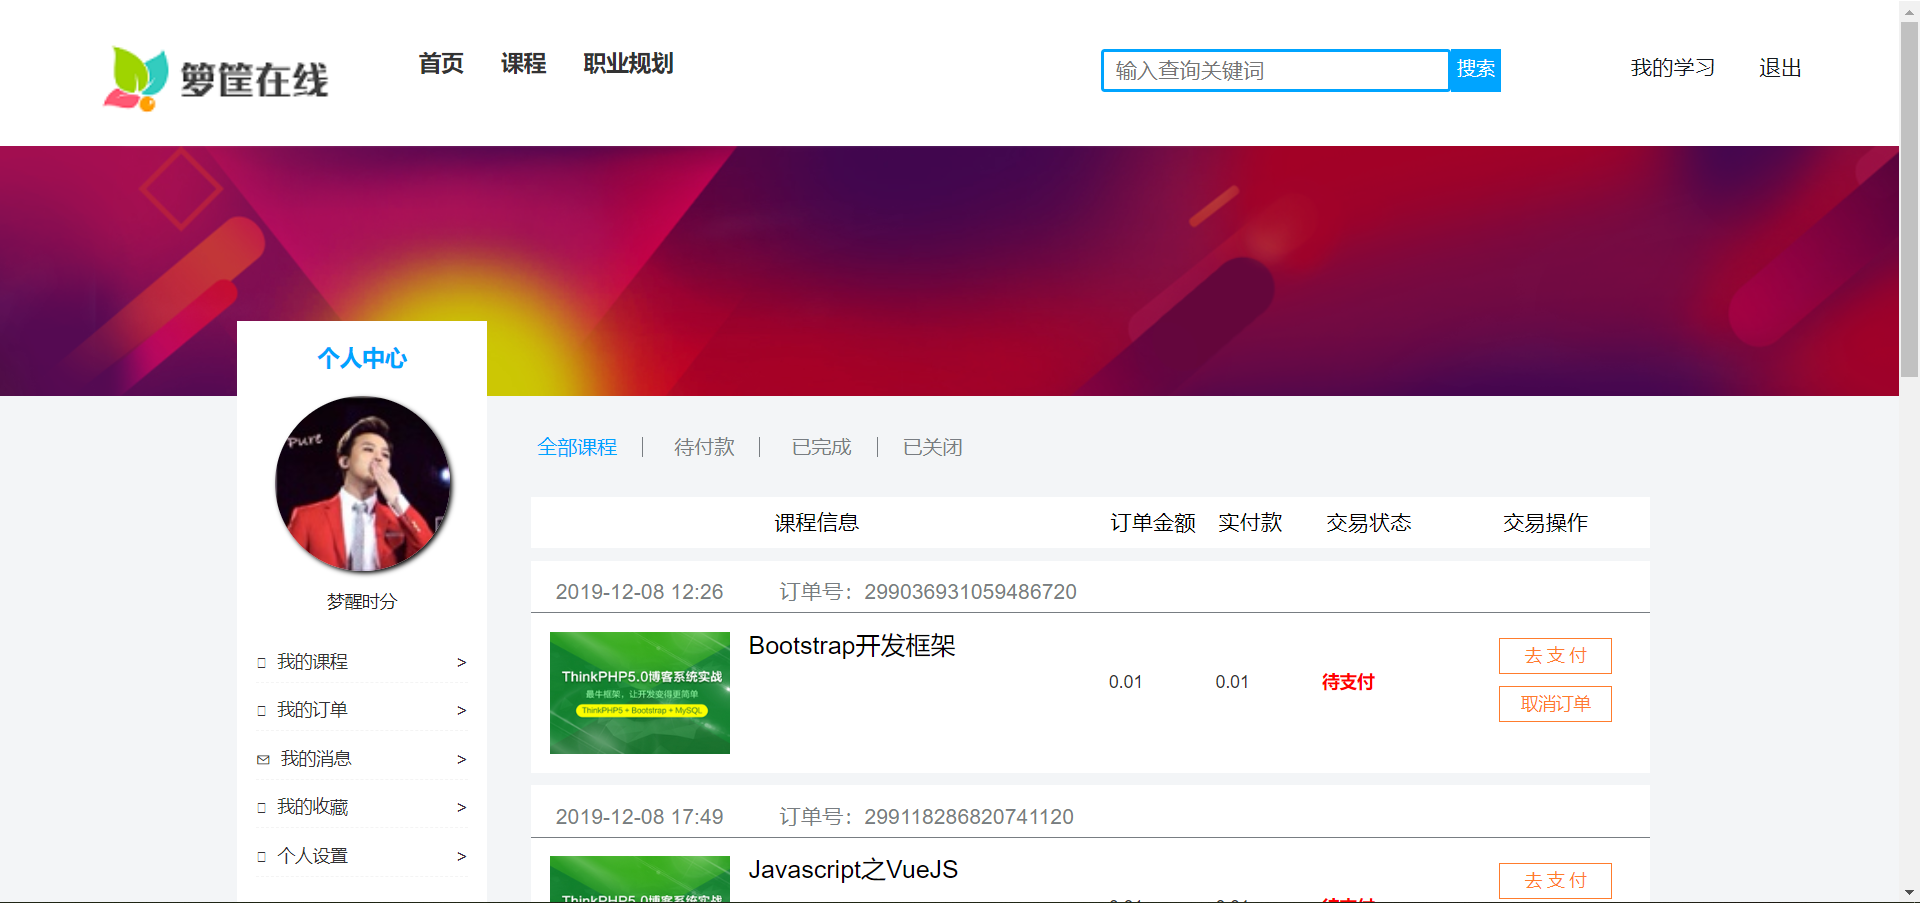 箩筐在线
首页 课程 职业规划
输入查询关键词 搜索
我的学习 退出
个人中心
Pure
梦醒时分
我的课程 >
我的订单 >
我的消息 >
我的收藏 >
个人设置 >
全部课程 | 待付款 | 已完成 | 已关闭
课程信息 订单金额 实付款 交易状态 交易操作
2019-12-08 12:26 订单号：299036931059486720
ThinkPHP5.0博客系统实战
最牛框架，让开发变得更简单
ThinkPHP5 + Bootstrap + MySQL
Bootstrap开发框架
0.01 0.01 待支付
去 支 付
取消订单
2019-12-08 17:49 订单号：299118286820741120
ThinkPHP5.0博客系统实战
Javascript之VueJS
0.01 0.01 待支付
去 支 付